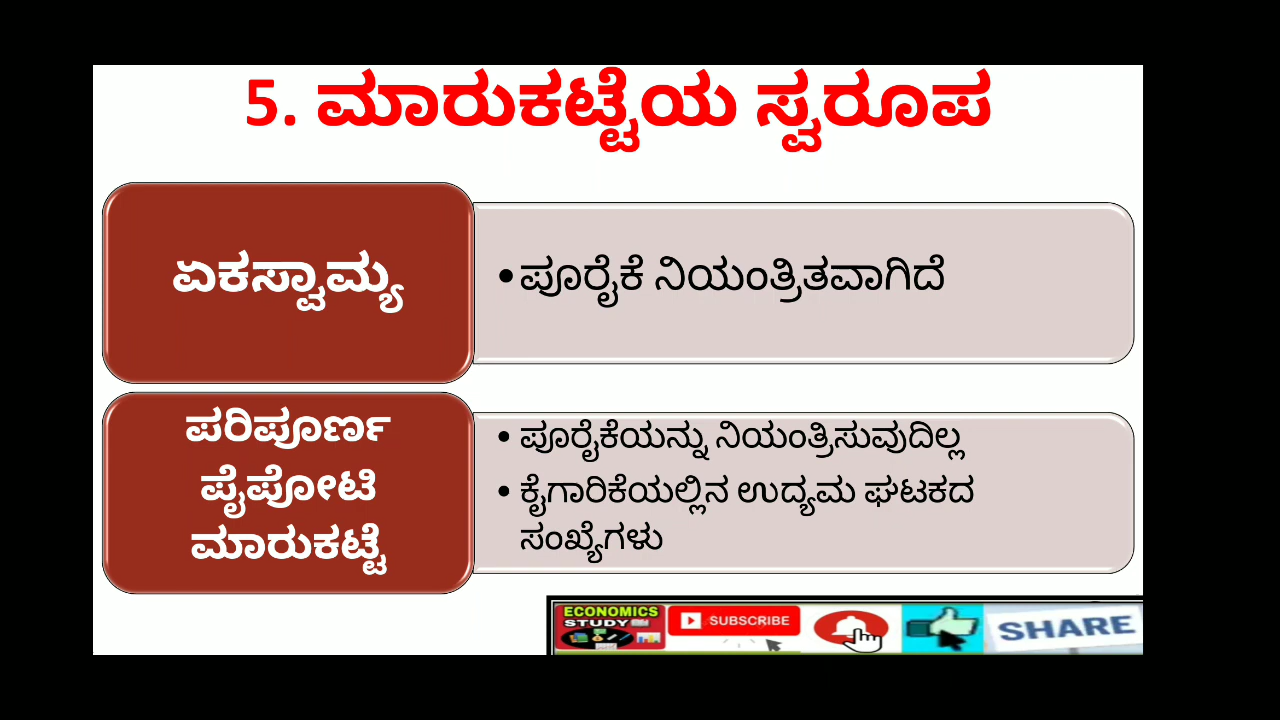 5. ಮಾರುಕಟ್ಟೆಯ ಸ್ವರೂಪ
ಏಕಸ್ವಾಮ್ಯ
•ಪೂರೈಕೆ ನಿಯಂತ್ರಿತವಾಗಿದೆ
ಪರಿಪೂರ್ಣ
ಪೈಪೋಟಿ
ಮಾರುಕಟ್ಟೆ
• ಪೂರೈಕೆಯನ್ನು ನಿಯಂತ್ರಿಸುವುದಿಲ್ಲ
• ಕೈಗಾರಿಕೆಯಲ್ಲಿನ ಉದ್ಯಮ ಘಟಕದ
ಸಂಖ್ಯೆಗಳು
ECONOMICS
STUDY
SUBSCRIBE
SHARE